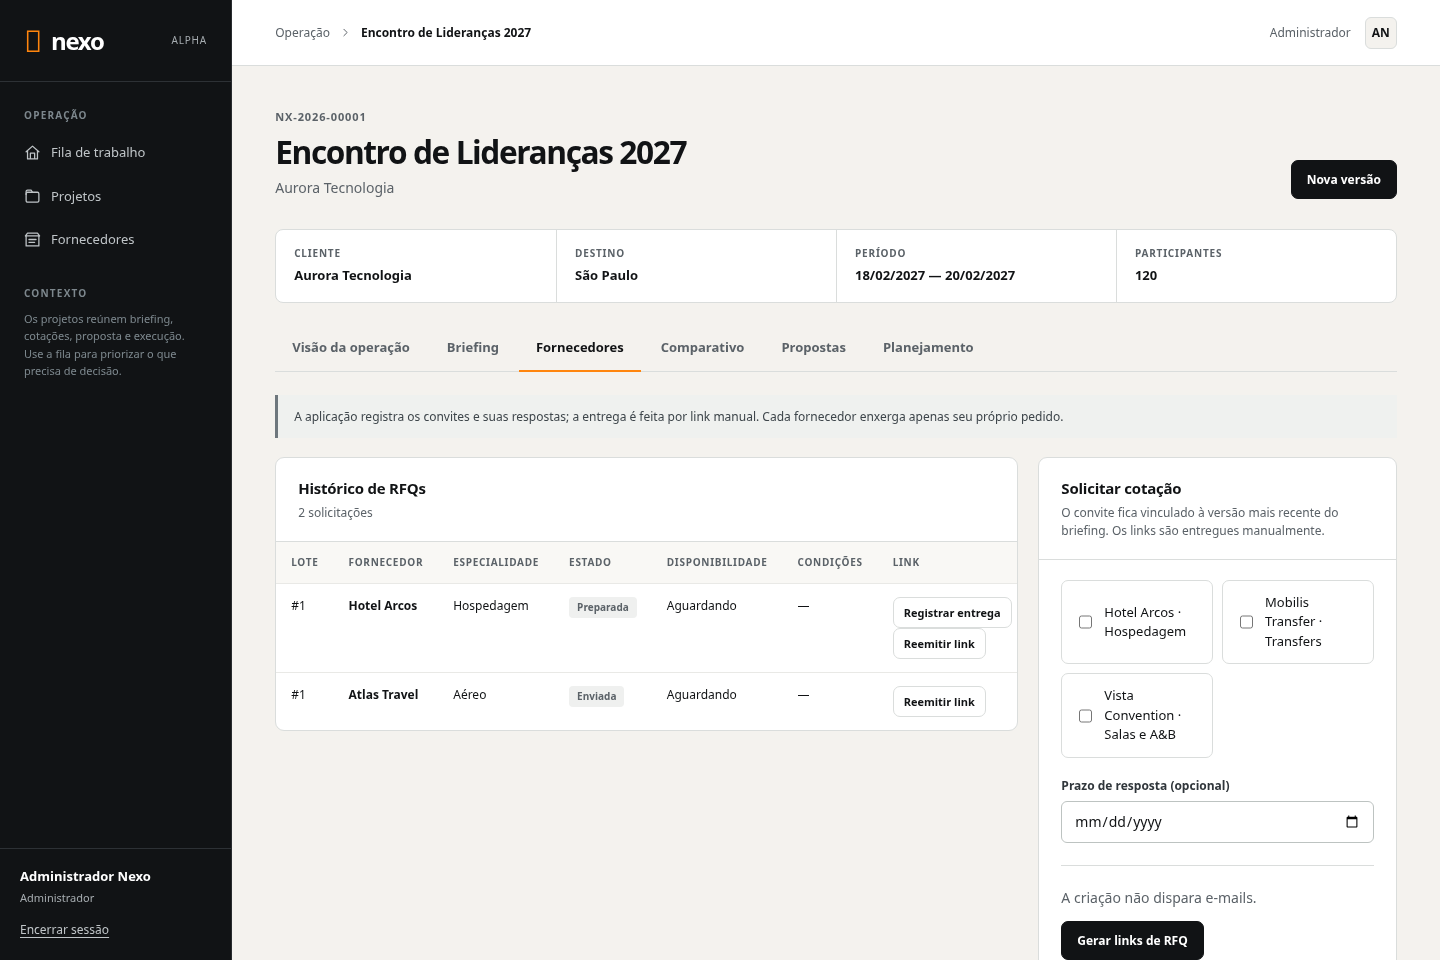 nexo
ALPHA
OPERAÇÃO
Fila de trabalho
Projetos
Fornecedores
CONTEXTO
Os projetos reúnem briefing,
cotações, proposta e execução.
Use a fila para priorizar o que
precisa de decisão.
Administrador Nexo
Administrador
Encerrar sessão
Operação
Encontro de Lideranças 2027
Administrador
AN
NX-2026-00001
Encontro de Lideranças 2027
Aurora Tecnologia
Nova versão
CLIENTE
Aurora Tecnologia
DESTINO
São Paulo
PERÍODO
18/02/2027 — 20/02/2027
PARTICIPANTES
120
Visão da operação
Briefing
Fornecedores
Comparativo
Propostas
Planejamento
A aplicação registra os convites e suas respostas; a entrega é feita por link manual. Cada fornecedor enxerga apenas seu próprio pedido.
Histórico de RFQs
2 solicitações
LOTE FORNECEDOR ESPECIALIDADE ESTADO DISPONIBILIDADE CONDIÇÕES LINK
#1 Hotel Arcos Hospedagem Preparada Aguardando — Registrar entrega
Reemitir link
#1 Atlas Travel Aéreo Enviada Aguardando — Reemitir link
Solicitar cotação
O convite fica vinculado à versão mais recente do
briefing. Os links são entregues manualmente.
Hotel Arcos ·
Hospedagem
Mobilis
Transfer ·
Transfers
Vista
Convention ·
Salas e A&B
Prazo de resposta (opcional)
mm/dd/yyyy
A criação não dispara e-mails.
Gerar links de RFQ